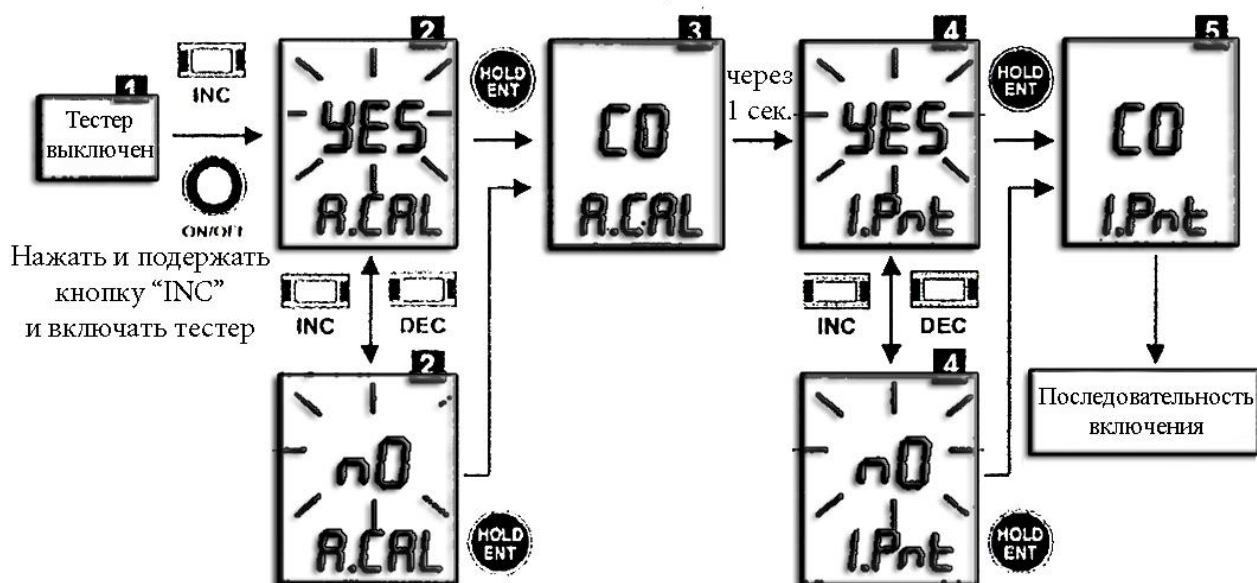 1
Тестер
выключен
INC
ON/OFF
Нажать и подержать
кнопку “INC”
и включать тестер
2
YES
A.CAL
INC
DEC
2
nO
A.CAL
HOLD
ENT
HOLD
ENT
3
CO
A.CAL
через
1 сек.
4
YES
1.Pnt
INC
DEC
4
nO
1.Pnt
HOLD
ENT
HOLD
ENT
5
CO
1.Pnt
Последовательность
включения